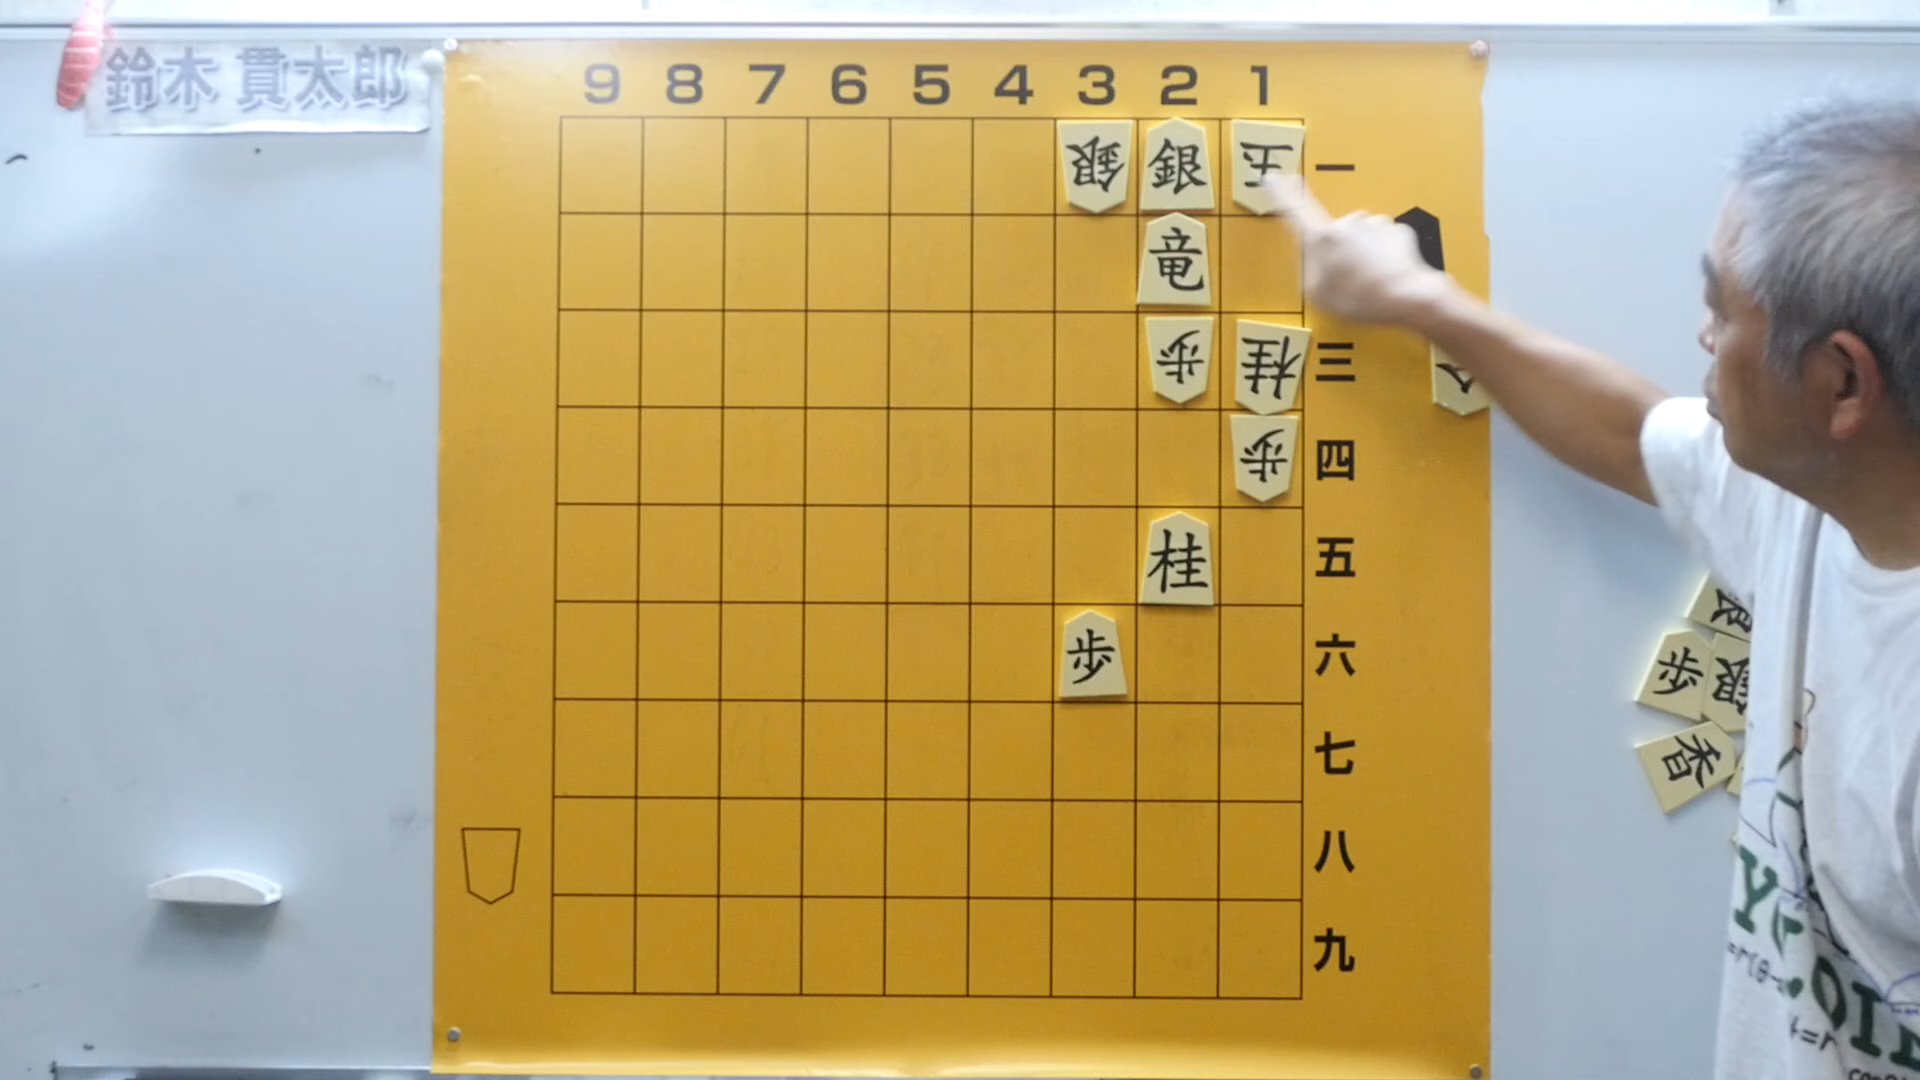 鈴木 貫太郎
9 8 7 6 5 4 3 2 1
銀 銀 玉 一
竜
歩 桂 三
歩 四
桂 五
歩 六
歩 銀
香
七
八
九